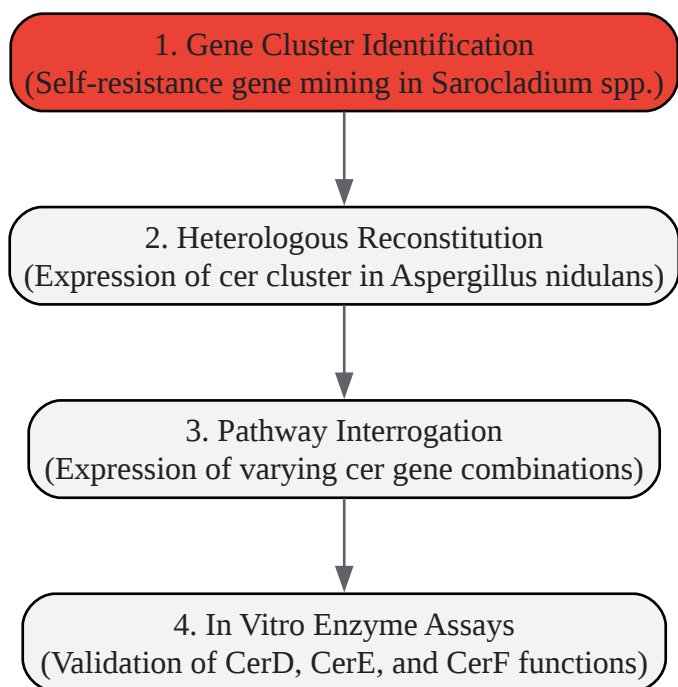 1. Gene Cluster Identification
(Self-resistance gene mining in Sarocladium spp.)
2. Heterologous Reconstitution
(Expression of cer cluster in Aspergillus nidulans)
3. Pathway Interrogation
(Expression of varying cer gene combinations)
4. In Vitro Enzyme Assays
(Validation of CerD, CerE, and CerF functions)